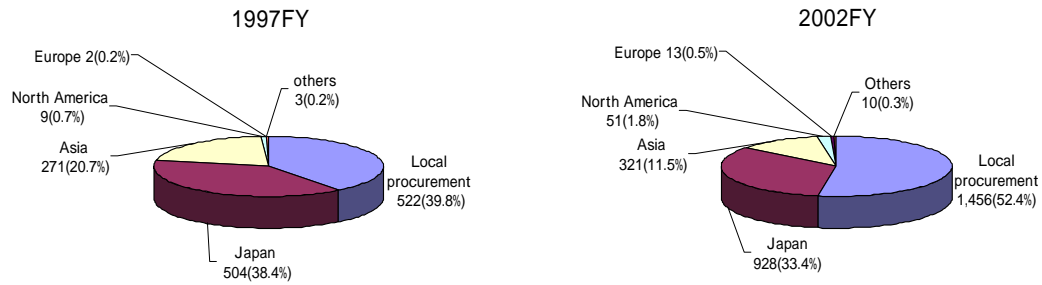 1997FY
Europe 2(0.2%)
others
3(0.2%)
North America
9(0.7%)
Asia
271(20.7%)
Local
procurement
522(39.8%)
Japan
504(38.4%)
2002FY
Europe 13(0.5%)
Others
10(0.3%)
North America
51(1.8%)
Asia
321(11.5%)
Local
procurement
1,456(52.4%)
Japan
928(33.4%)